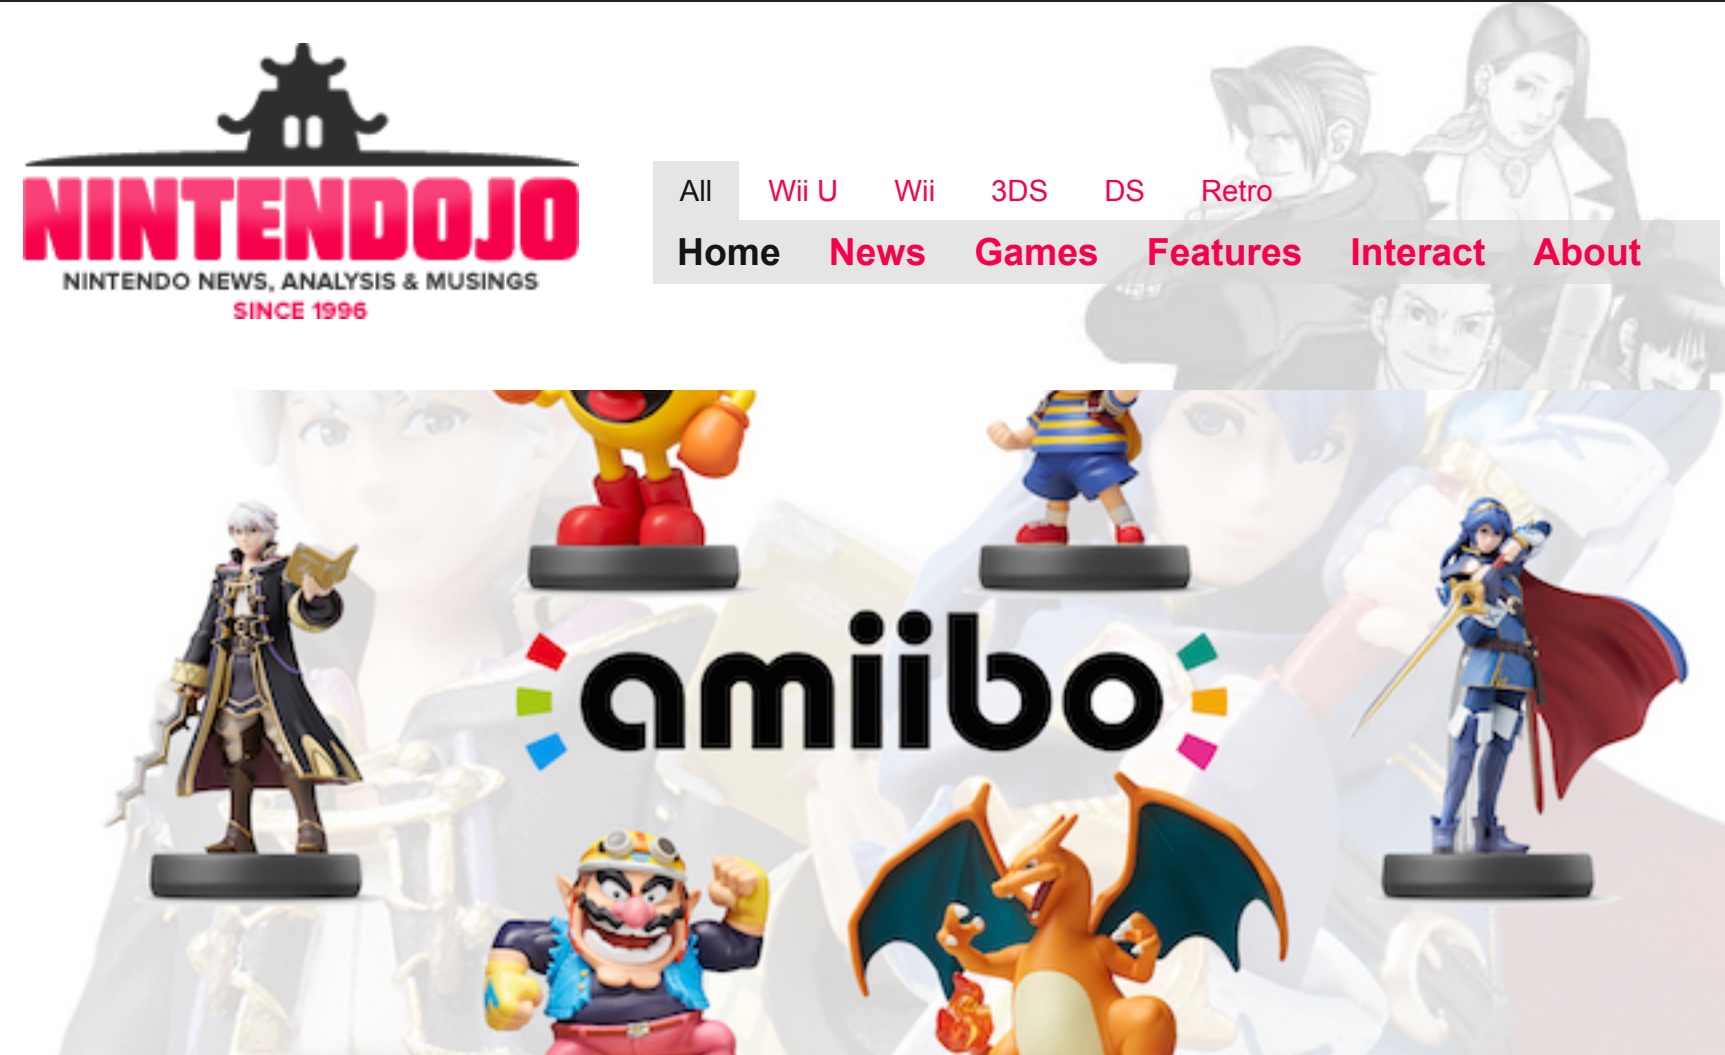 NINTENDOJO
NINTENDO NEWS, ANALYSIS & MUSINGS
SINCE 1996
All Wii U Wii 3DS DS Retro
Home News Games Features Interact About
amiibo